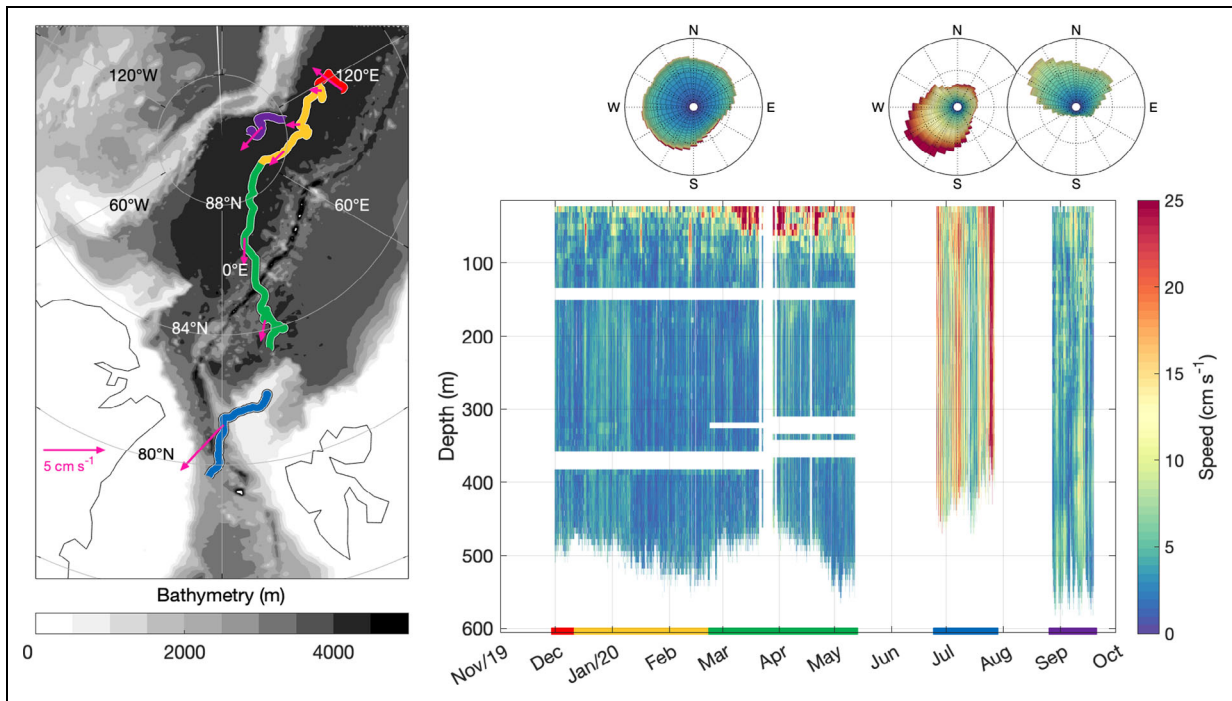 120°W
120°E
60°W
88°N
60°E
0°E
84°N
80°N
5 cm s⁻¹
Bathymetry (m)
0 2000 4000
N
W E
S
N N
W E
S S
Depth (m)
100
200
300
400
500
600
Nov/19 Dec Jan/20 Feb Mar Apr May Jun Jul Aug Sep Oct
25
20
15
10
5
0
Speed (cm s⁻¹)